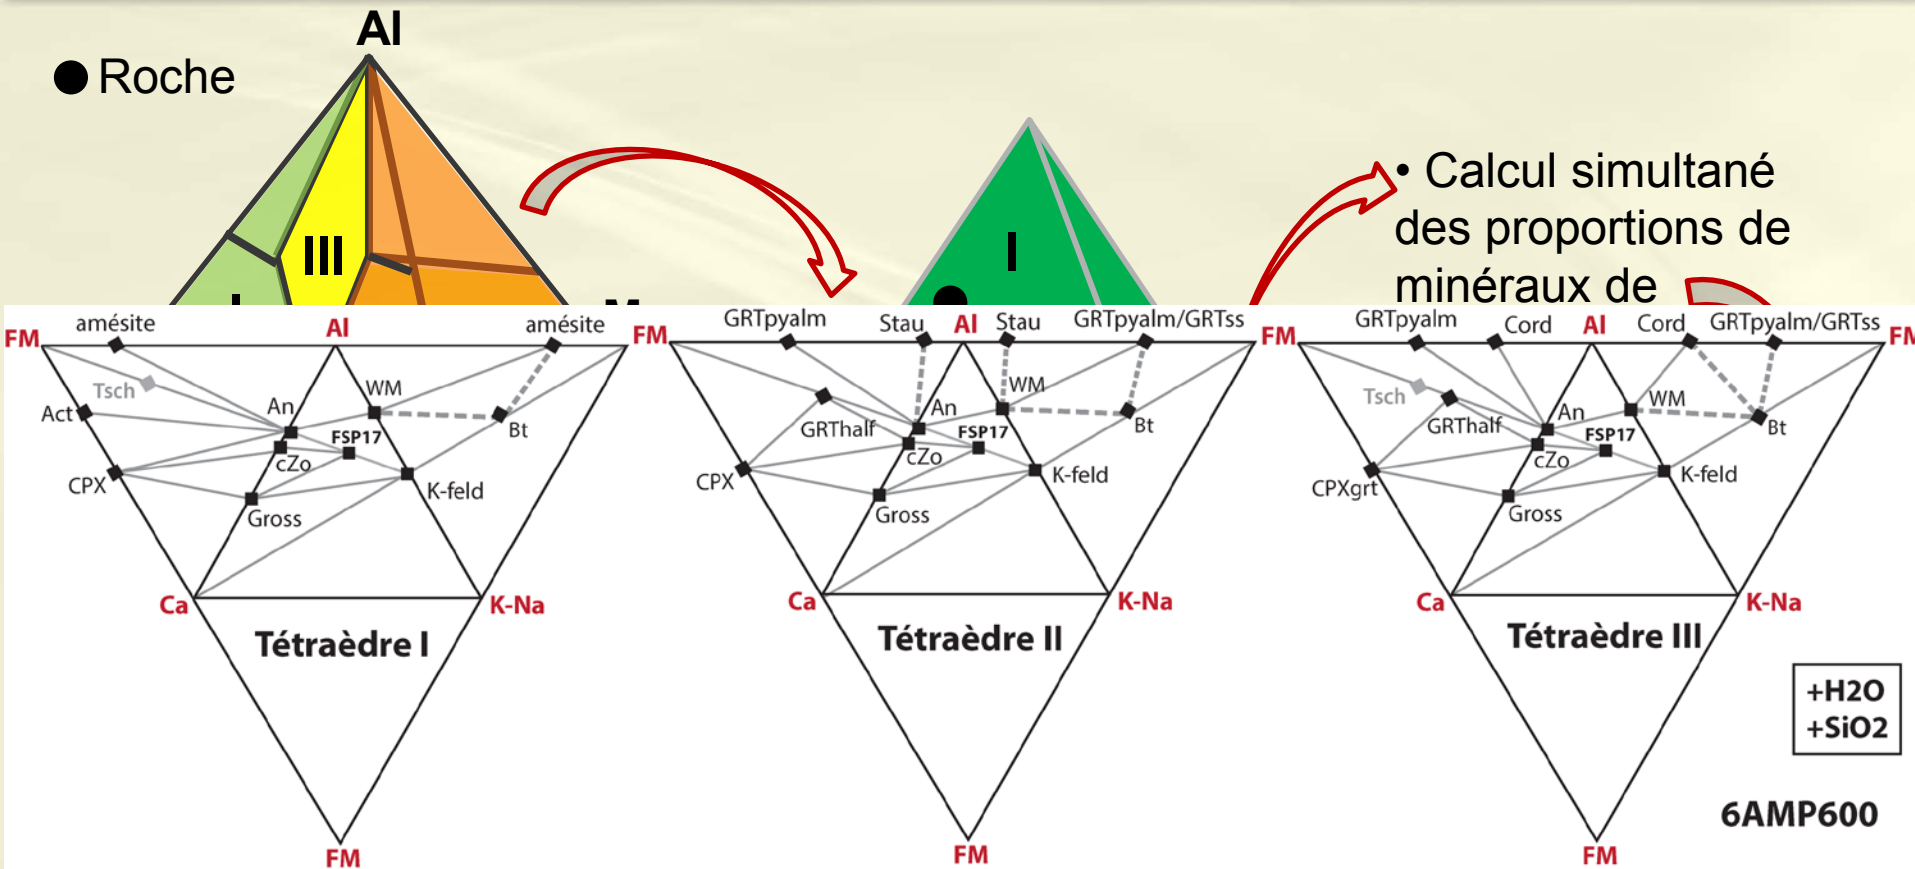 Al
● Roche
III
I
• Calcul simultané
des proportions de
minéraux de
FM
amésite
Al
amésite
Tsch
Act
An
WM
FSP17
Bt
cZo
CPX
K-feld
Gross
Ca
K-Na
Tétraèdre I
FM
FM
GRTpyalm
Stau
Al
Stau
GRTpyalm/GRTss
WM
An
GRThalf
FSP17
Bt
cZo
CPX
K-feld
Gross
Ca
K-Na
Tétraèdre II
FM
FM
GRTpyalm
Cord
Al
Cord
GRTpyalm/GRTss
FM
Tsch
WM
An
GRThalf
FSP17
Bt
cZo
CPXgrt
K-feld
Gross
Ca
K-Na
Tétraèdre III
FM
+H2O
+SiO2
6AMP600